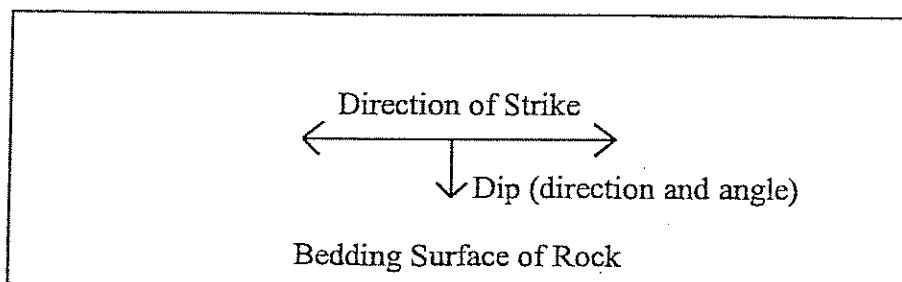 Direction of Strike
Dip (direction and angle)
Bedding Surface of Rock